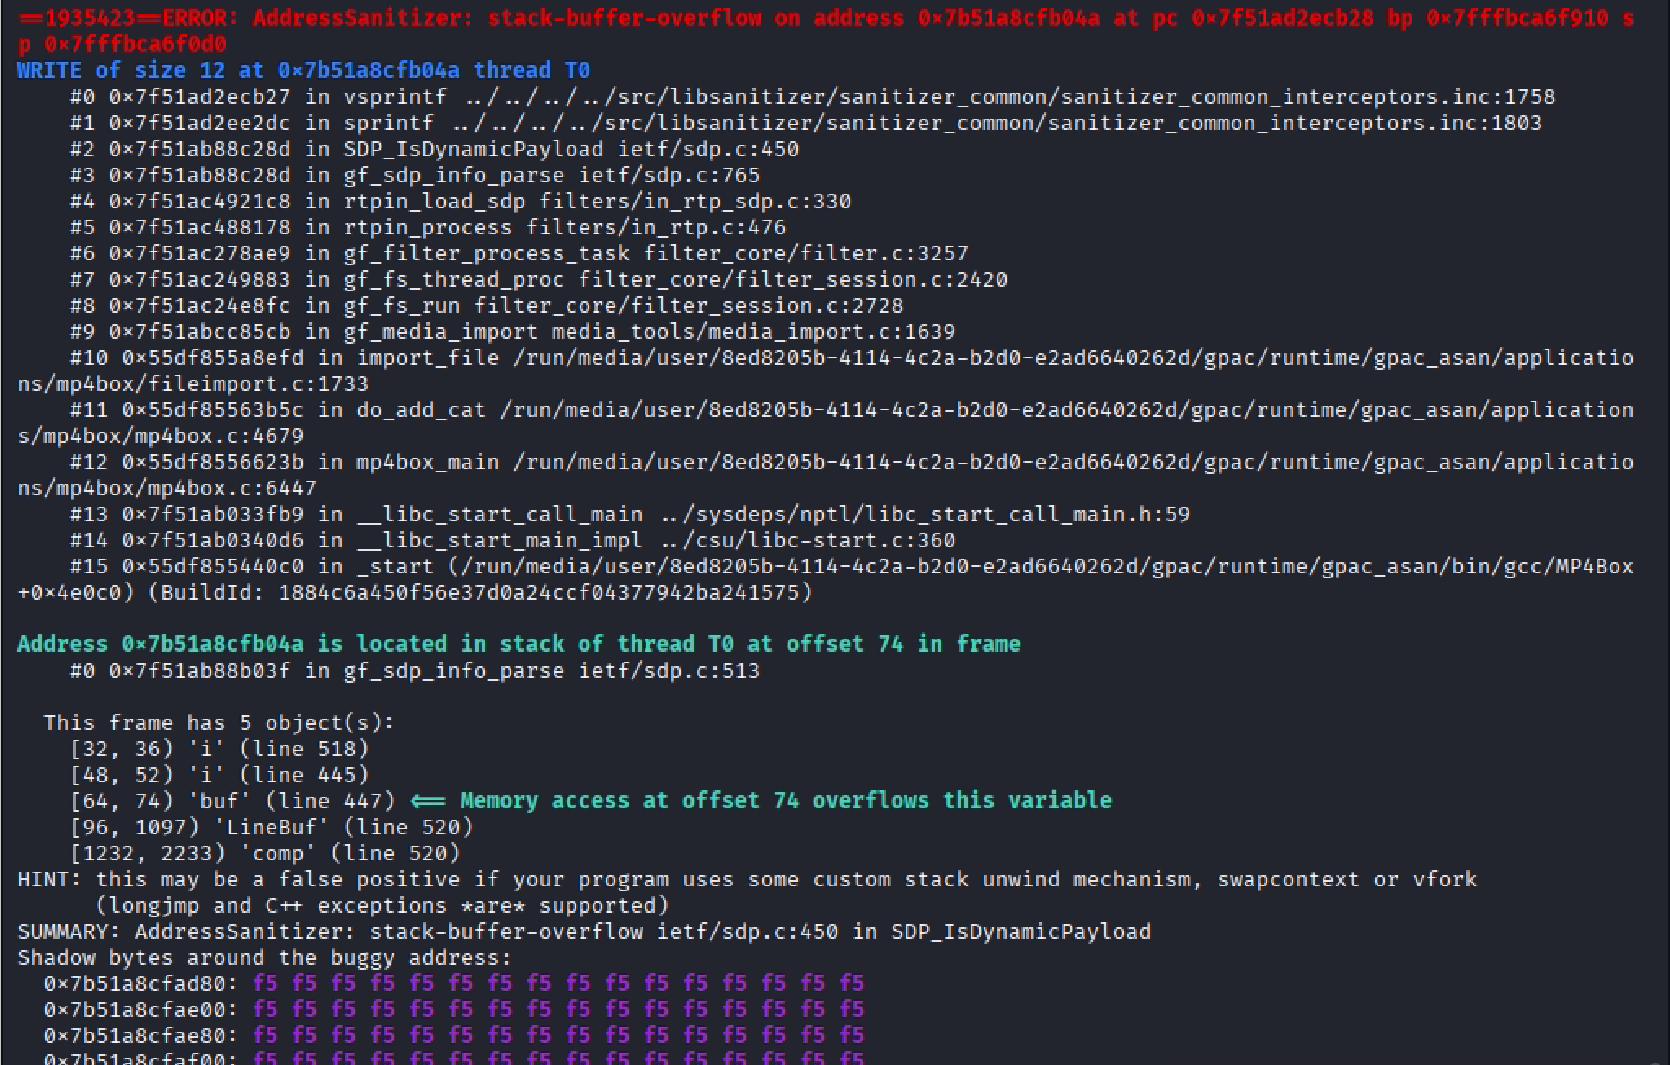 ==1935423==ERROR: AddressSanitizer: stack-buffer-overflow on address 0x7b51a8cfb04a at pc 0x7f51ad2ecb28 bp 0x7fffbca6f910 s
p 0x7fffbca6f0d0
WRITE of size 12 at 0x7b51a8cfb04a thread T0
    #0 0x7f51ad2ecb27 in vsprintf ../../../../src/libsanitizer/sanitizer_common/sanitizer_common_interceptors.inc:1758
    #1 0x7f51ad2ee2dc in sprintf ../../../../src/libsanitizer/sanitizer_common/sanitizer_common_interceptors.inc:1803
    #2 0x7f51ab88c28d in SDP_IsDynamicPayload ietf/sdp.c:450
    #3 0x7f51ab88c28d in gf_sdp_info_parse ietf/sdp.c:765
    #4 0x7f51ac4921c8 in rtpin_load_sdp filters/in_rtp_sdp.c:330
    #5 0x7f51ac488178 in rtpin_process filters/in_rtp.c:476
    #6 0x7f51ac278ae9 in gf_filter_process_task filter_core/filter.c:3257
    #7 0x7f51ac249883 in gf_fs_thread_proc filter_core/filter_session.c:2420
    #8 0x7f51ac24e8fc in gf_fs_run filter_core/filter_session.c:2728
    #9 0x7f51abcc85cb in gf_media_import media_tools/media_import.c:1639
    #10 0x55df855a8efd in import_file /run/media/user/8ed8205b-4114-4c2a-b2d0-e2ad6640262d/gpac/runtime/gpac_asan/applicatio
ns/mp4box/fileimport.c:1733
    #11 0x55df85563b5c in do_add_cat /run/media/user/8ed8205b-4114-4c2a-b2d0-e2ad6640262d/gpac/runtime/gpac_asan/application
s/mp4box/mp4box.c:4679
    #12 0x55df8556623b in mp4box_main /run/media/user/8ed8205b-4114-4c2a-b2d0-e2ad6640262d/gpac/runtime/gpac_asan/applicatio
ns/mp4box/mp4box.c:6447
    #13 0x7f51ab033fb9 in __libc_start_call_main ../sysdeps/nptl/libc_start_call_main.h:59
    #14 0x7f51ab0340d6 in __libc_start_main_impl ../csu/libc-start.c:360
    #15 0x55df855440c0 in _start (/run/media/user/8ed8205b-4114-4c2a-b2d0-e2ad6640262d/gpac/runtime/gpac_asan/bin/gcc/MP4Box
+0x4e0c0) (BuildId: 1884c6a450f56e37d0a24ccf04377942ba241575)

Address 0x7b51a8cfb04a is located in stack of thread T0 at offset 74 in frame
    #0 0x7f51ab88b03f in gf_sdp_info_parse ietf/sdp.c:513

  This frame has 5 object(s):
    [32, 36) 'i' (line 518)
    [48, 52) 'i' (line 445)
    [64, 74) 'buf' (line 447) <== Memory access at offset 74 overflows this variable
    [96, 1097) 'LineBuf' (line 520)
    [1232, 2233) 'comp' (line 520)
HINT: this may be a false positive if your program uses some custom stack unwind mechanism, swapcontext or vfork
      (longjmp and C++ exceptions *are* supported)
SUMMARY: AddressSanitizer: stack-buffer-overflow ietf/sdp.c:450 in SDP_IsDynamicPayload
Shadow bytes around the buggy address:
  0x7b51a8cfad80: f5 f5 f5 f5 f5 f5 f5 f5 f5 f5 f5 f5 f5 f5 f5 f5
  0x7b51a8cfae00: f5 f5 f5 f5 f5 f5 f5 f5 f5 f5 f5 f5 f5 f5 f5 f5
  0x7b51a8cfae80: f5 f5 f5 f5 f5 f5 f5 f5 f5 f5 f5 f5 f5 f5 f5 f5
  0x7b51a8cfaf00: f5 f5 f5 f5 f5 f5 f5 f5 f5 f5 f5 f5 f5 f5 f5 f5